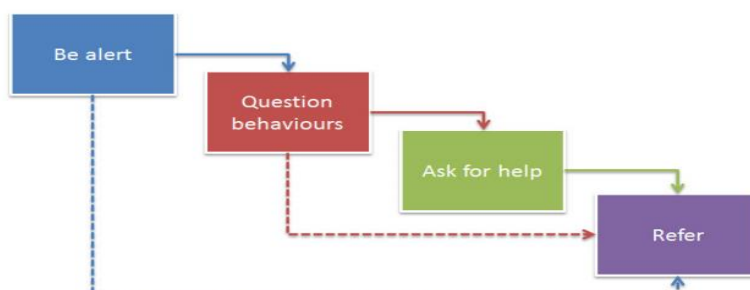 Be alert
Question
behaviours
Ask for help
Refer